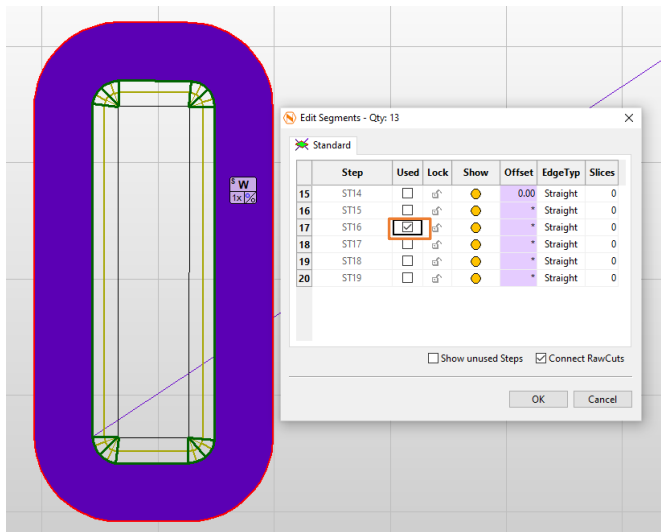 Edit Segments - Qty: 13
Standard
Step Used Lock Show Offset EdgeTyp Slices
15 ST14 0.00 Straight 0
16 ST15 * Straight 0
17 ST16 * Straight 0
18 ST17 * Straight 0
19 ST18 * Straight 0
20 ST19 * Straight 0
Show unused Steps Connect RawCuts
OK Cancel
S W
1x %